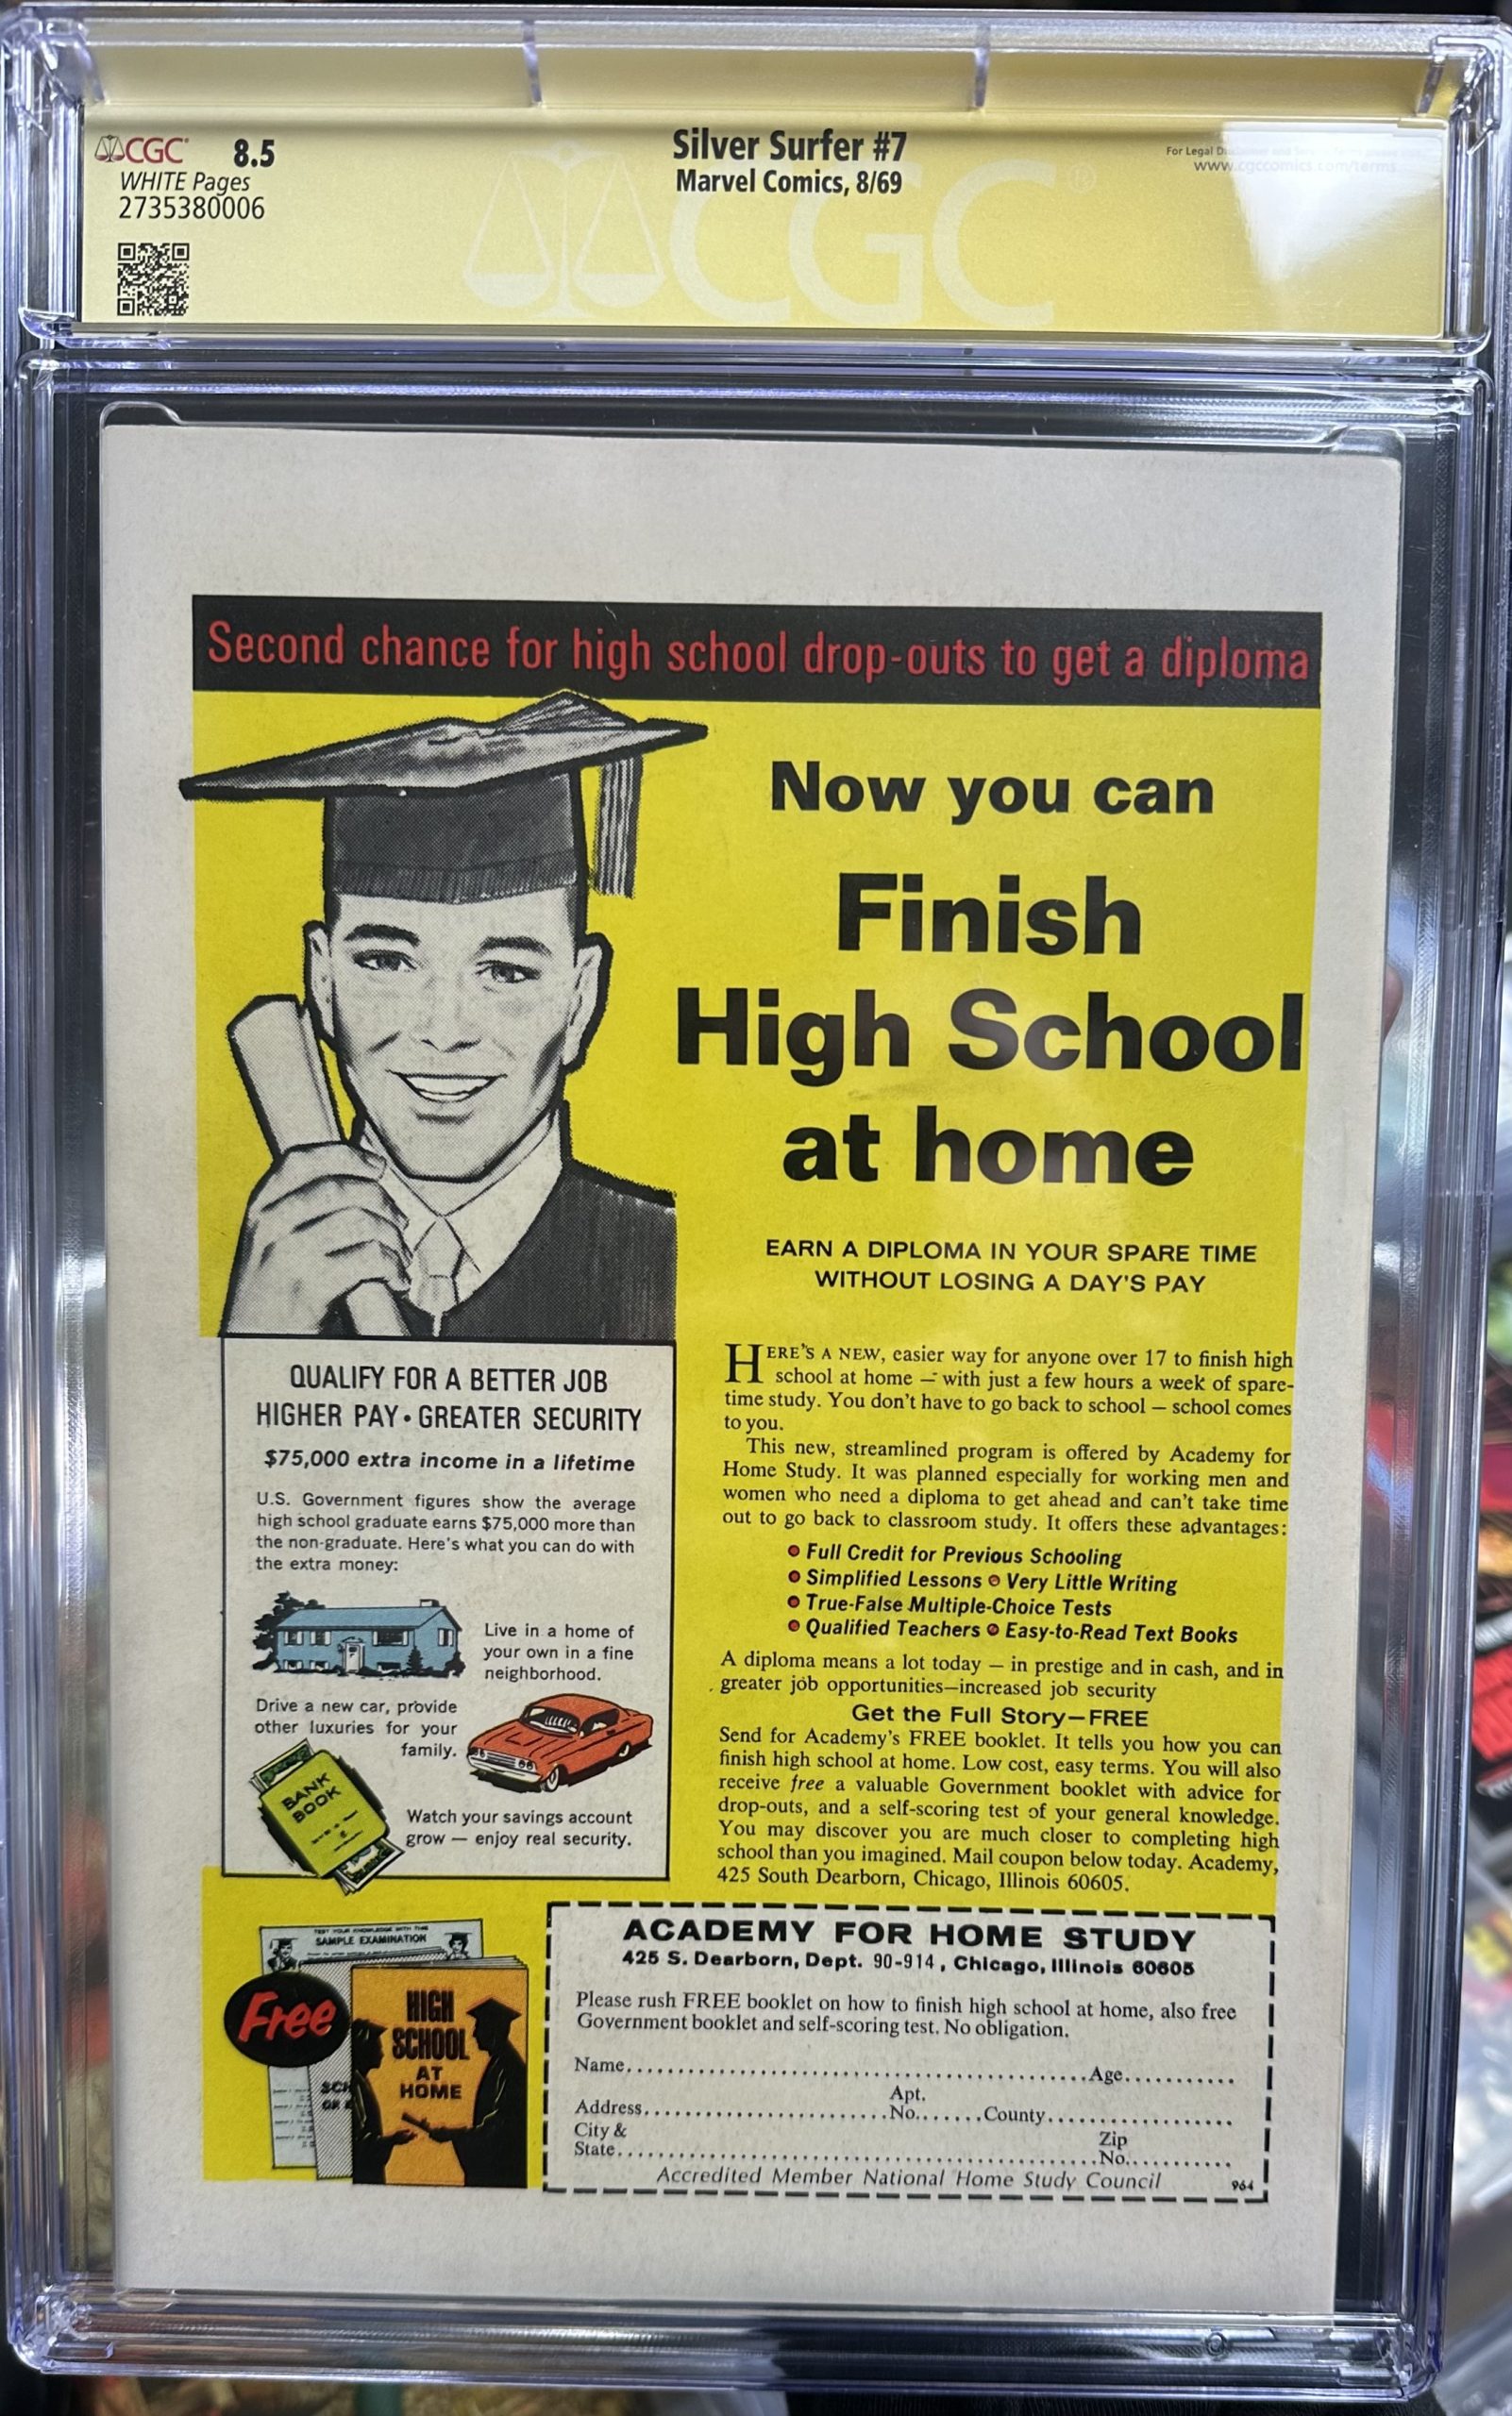 CGC 8.5
WHITE Pages
2735380006
Silver Surfer #7
Marvel Comics, 8/69
For Legal
www.cgccomics.com/terms
CGC
Second chance for high school drop-outs to get a diploma
Now you can
Finish
High School
at home
EARN A DIPLOMA IN YOUR SPARE TIME
WITHOUT LOSING A DAY'S PAY
QUALIFY FOR A BETTER JOB
HIGHER PAY • GREATER SECURITY
$75,000 extra income in a lifetime
U.S. Government figures show the average
high school graduate earns $75,000 more than
the non-graduate. Here's what you can do with
the extra money:
Live in a home of
your own in a fine
neighborhood.
Drive a new car, provide
other luxuries for your
family.
BANK
BOOK
Watch your savings account
grow — enjoy real security.
HERE'S A NEW, easier way for anyone over 17 to finish high
school at home — with just a few hours a week of spare-
time study. You don't have to go back to school — school comes
to you.
This new, streamlined program is offered by Academy for
Home Study. It was planned especially for working men and
women who need a diploma to get ahead and can't take time
out to go back to classroom study. It offers these advantages:
• Full Credit for Previous Schooling
• Simplified Lessons • Very Little Writing
• True-False Multiple-Choice Tests
• Qualified Teachers • Easy-to-Read Text Books
A diploma means a lot today — in prestige and in cash, and in
greater job opportunities—increased job security
Get the Full Story—FREE
Send for Academy's FREE booklet. It tells you how you can
finish high school at home. Low cost, easy terms. You will also
receive free a valuable Government booklet with advice for
drop-outs, and a self-scoring test of your general knowledge.
You may discover you are much closer to completing high
school than you imagined. Mail coupon below today. Academy,
425 South Dearborn, Chicago, Illinois 60605.
TEST YOUR KNOWLEDGE WITH THIS
SAMPLE EXAMINATION
Free
HIGH
SCHOOL
AT
HOME
ACADEMY FOR HOME STUDY
425 S. Dearborn, Dept. 90-914, Chicago, Illinois 60605
Please rush FREE booklet on how to finish high school at home, also free
Government booklet and self-scoring test. No obligation.
Name.......................................................Age...........
Apt.
Address.............................No.......County...................
City &
State
Zip
No...........
Accredited Member National Home Study Council
964